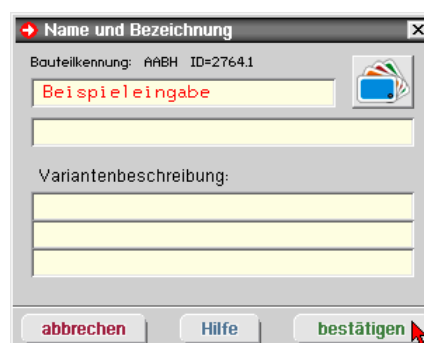 Name und Bezeichnung
Bauteilkennung: AABH ID=2764.1
Beispieleingabe
Variantenbeschreibung:
abbrechen Hilfe bestätigen